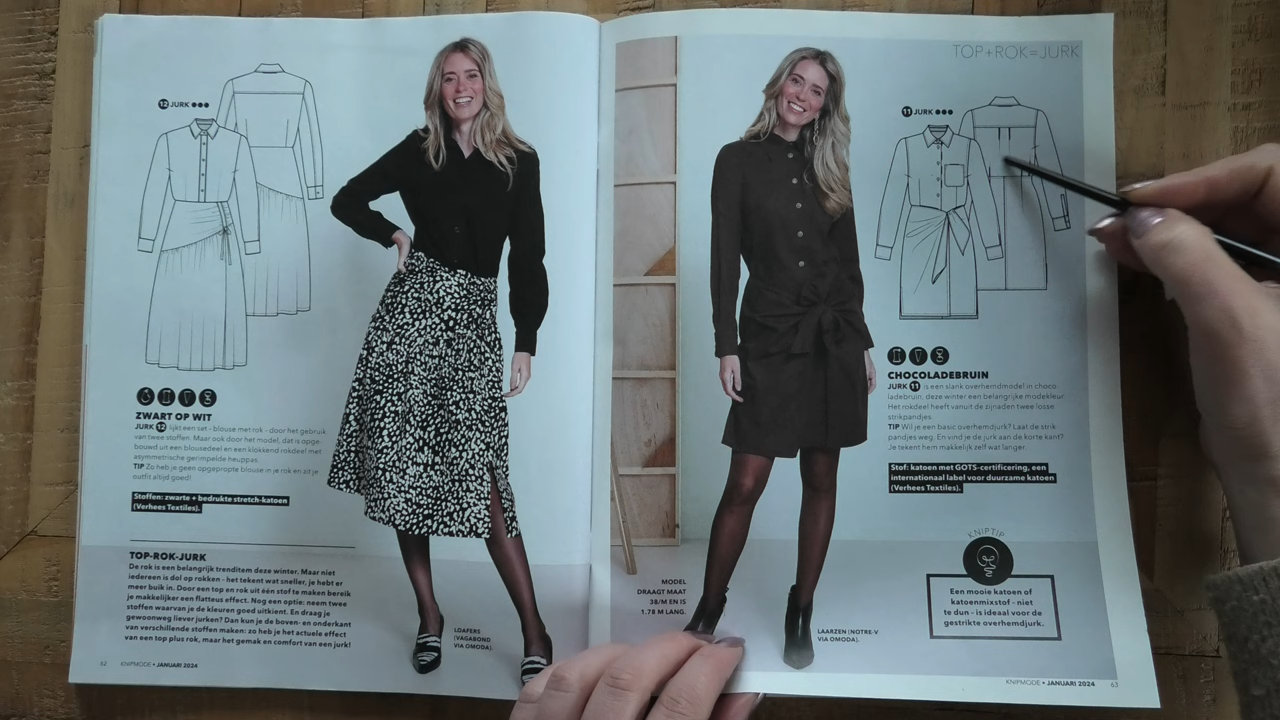 12 JURK ●●●
ZWART OP WIT
JURK 12 lijkt een set - blouse met rok - door het gebruik
van twee stoffen. Maar ook door het model, dat is opge-
bouwd uit een blousedeel en een klokkend rokdeel met
asymmetrische gerimpelde heuppas.
TIP Zo heb je geen opgepropte blouse in je rok en zit je
outfit altijd goed!
Stoffen: zwarte + bedrukte stretch-katoen
(Verhees Textiles).
TOP-ROK-JURK
De rok is een belangrijk trenditem deze winter. Maar niet
iedereen is dol op rokken - het tekent wat sneller, je hebt er
meer buik in. Door een top en rok uit één stof te maken bereik
je makkelijker een flatteus effect. Nog een optie: neem twee
stoffen waarvan je de kleuren goed uitkient. En draag je
gewoonweg liever jurken? Dan kun je de boven- en onderkant
van verschillende stoffen maken: zo heb je het actuele effect
van een top plus rok, maar het gemak en comfort van een jurk!
LOAFERS
(VAGABOND
VIA OMODA).
62 KNIPMODE • JANUARI 2024
TOP+ROK=JURK
11 JURK ●●●
CHOCOLADEBRUIN
JURK 11 is een slank overhemdmodel in choco-
ladebruin, deze winter een belangrijke modekleur.
Het rokdeel heeft vanuit de zijnaden twee losse
strikpandjes.
TIP Wil je een basic overhemdjurk? Laat de strik
pandjes weg. En vind je de jurk aan de korte kant?
Je tekent hem makkelijk zelf wat langer
Stof: katoen met GOTS-certificering, een
internationaal label voor duurzame katoen
(Verhees Textiles).
MODEL
DRAAGT MAAT
38/M EN IS
1.78 M LANG.
LAARZEN (NOTRE-V
VIA OMODA).
KNIPTIP
Een mooie katoen of
katoenmixstof - niet
te dun - is ideaal voor de
gestrikte overhemdjurk.
KNIPMODE • JANUARI 2024 63